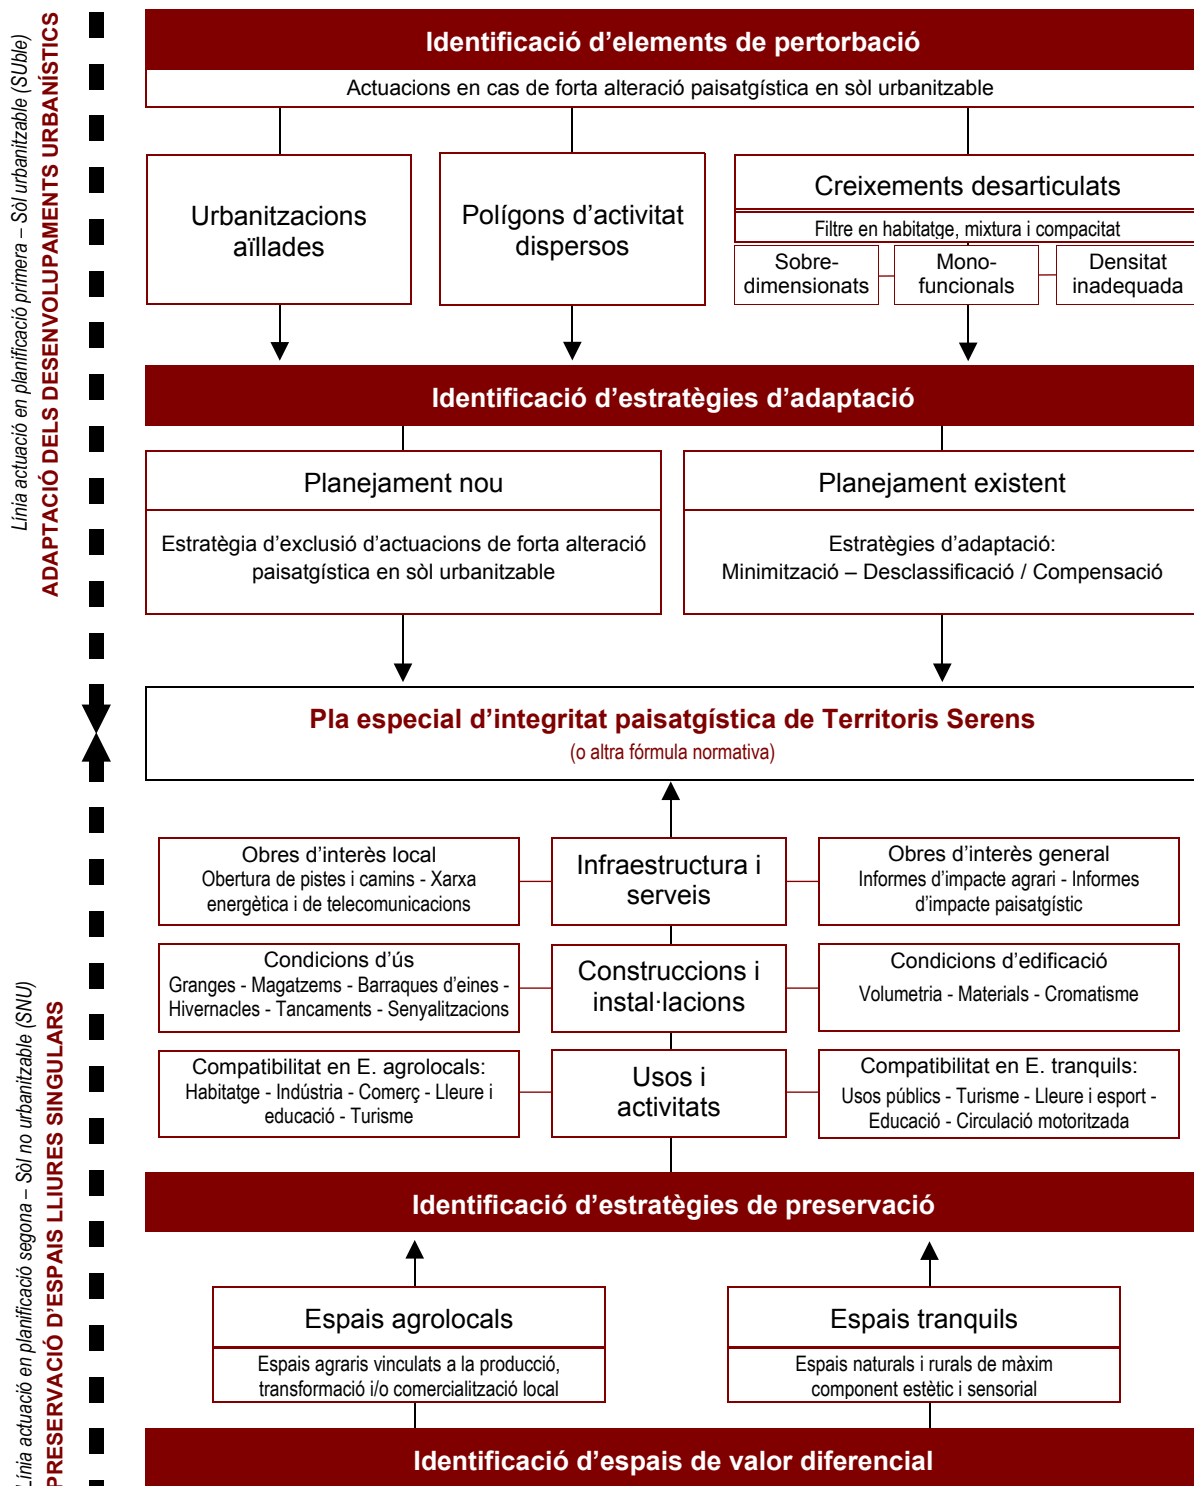 Línia actuació en planificació primera – Sòl urbanitzable (SUble)
ADAPTACIÓ DELS DESENVOLUPAMENTS URBANÍSTICS
Identificació d’elements de pertorbació
Actuacions en cas de forta alteració paisatgística en sòl urbanitzable
Urbanitzacions
aïllades
Polígons d’activitat
dispersos
Creixements desarticulats
Filtre en habitatge, mixtura i compacitat
Sobre-
dimensionats
Mono-
funcionals
Densitat
inadequada
Identificació d’estratègies d’adaptació
Planejament nou
Estratègia d’exclusió d’actuacions de forta alteració
paisatgística en sòl urbanitzable
Planejament existent
Estratègies d’adaptació:
Minimització – Desclassificació / Compensació
Pla especial d’integritat paisatgística de Territoris Serens
(o altra fórmula normativa)
Línia actuació en planificació segona – Sòl no urbanitzable (SNU)
PRESERVACIÓ D’ESPAIS LLIURES SINGULARS
Obres d’interès local
Obertura de pistes i camins - Xarxa
energètica i de telecomunicacions
Infraestructura i
serveis
Obres d’interès general
Informes d’impacte agrari - Informes
d’impacte paisatgístic
Condicions d’ús
Granges - Magatzems - Barraques d’eines -
Hivernacles - Tancaments - Senyalitzacions
Construccions i
instal·lacions
Condicions d’edificació
Volumetria - Materials - Cromatisme
Compatibilitat en E. agrolocals:
Habitatge - Indústria - Comerç - Lleure i
educació - Turisme
Usos i
activitats
Compatibilitat en E. tranquils:
Usos públics - Turisme - Lleure i esport -
Educació - Circulació motoritzada
Identificació d’estratègies de preservació
Espais agrolocals
Espais agraris vinculats a la producció,
transformació i/o comercialització local
Espais tranquils
Espais naturals i rurals de màxim
component estètic i sensorial
Identificació d’espais de valor diferencial